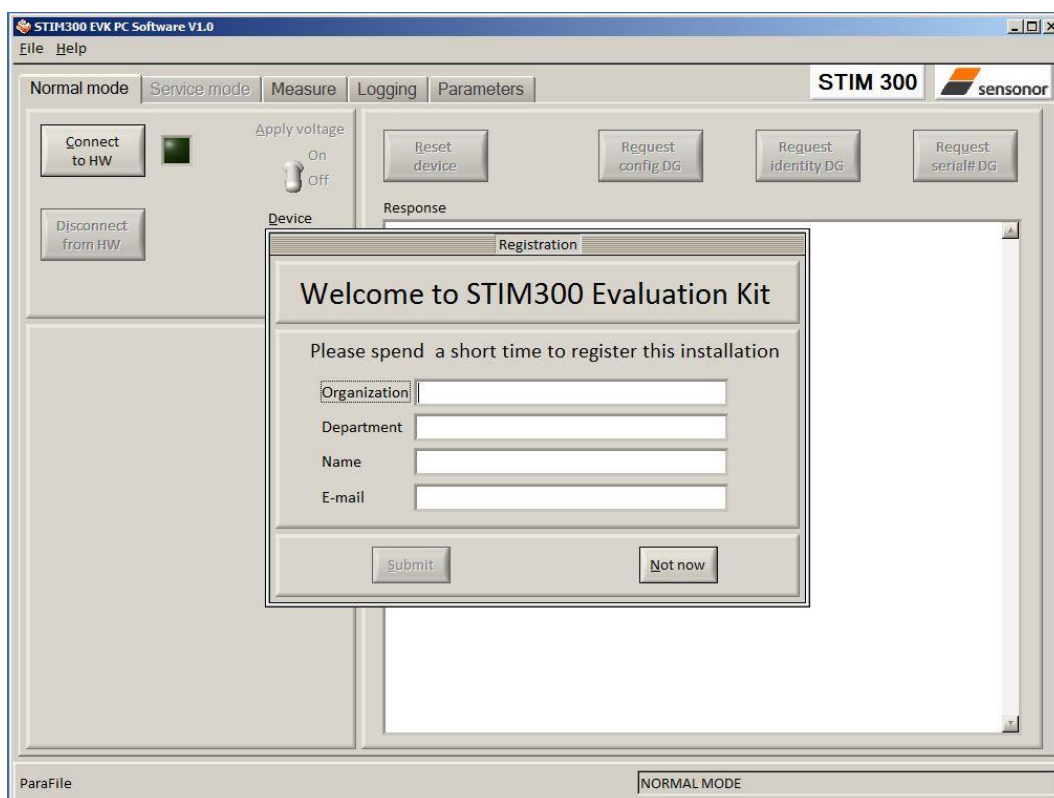 STIM300 EVK PC Software V1.0
File Help
Normal mode Service mode Measure Logging Parameters
STIM 300 sensonor
Connect
to HW
Apply voltage
On
Off
Reset
device
Request
config DG
Request
identity DG
Request
serial# DG
Disconnect
from HW
Device
Response
Registration
Welcome to STIM300 Evaluation Kit
Please spend a short time to register this installation
Organization
Department
Name
E-mail
Submit Not now
ParaFile NORMAL MODE